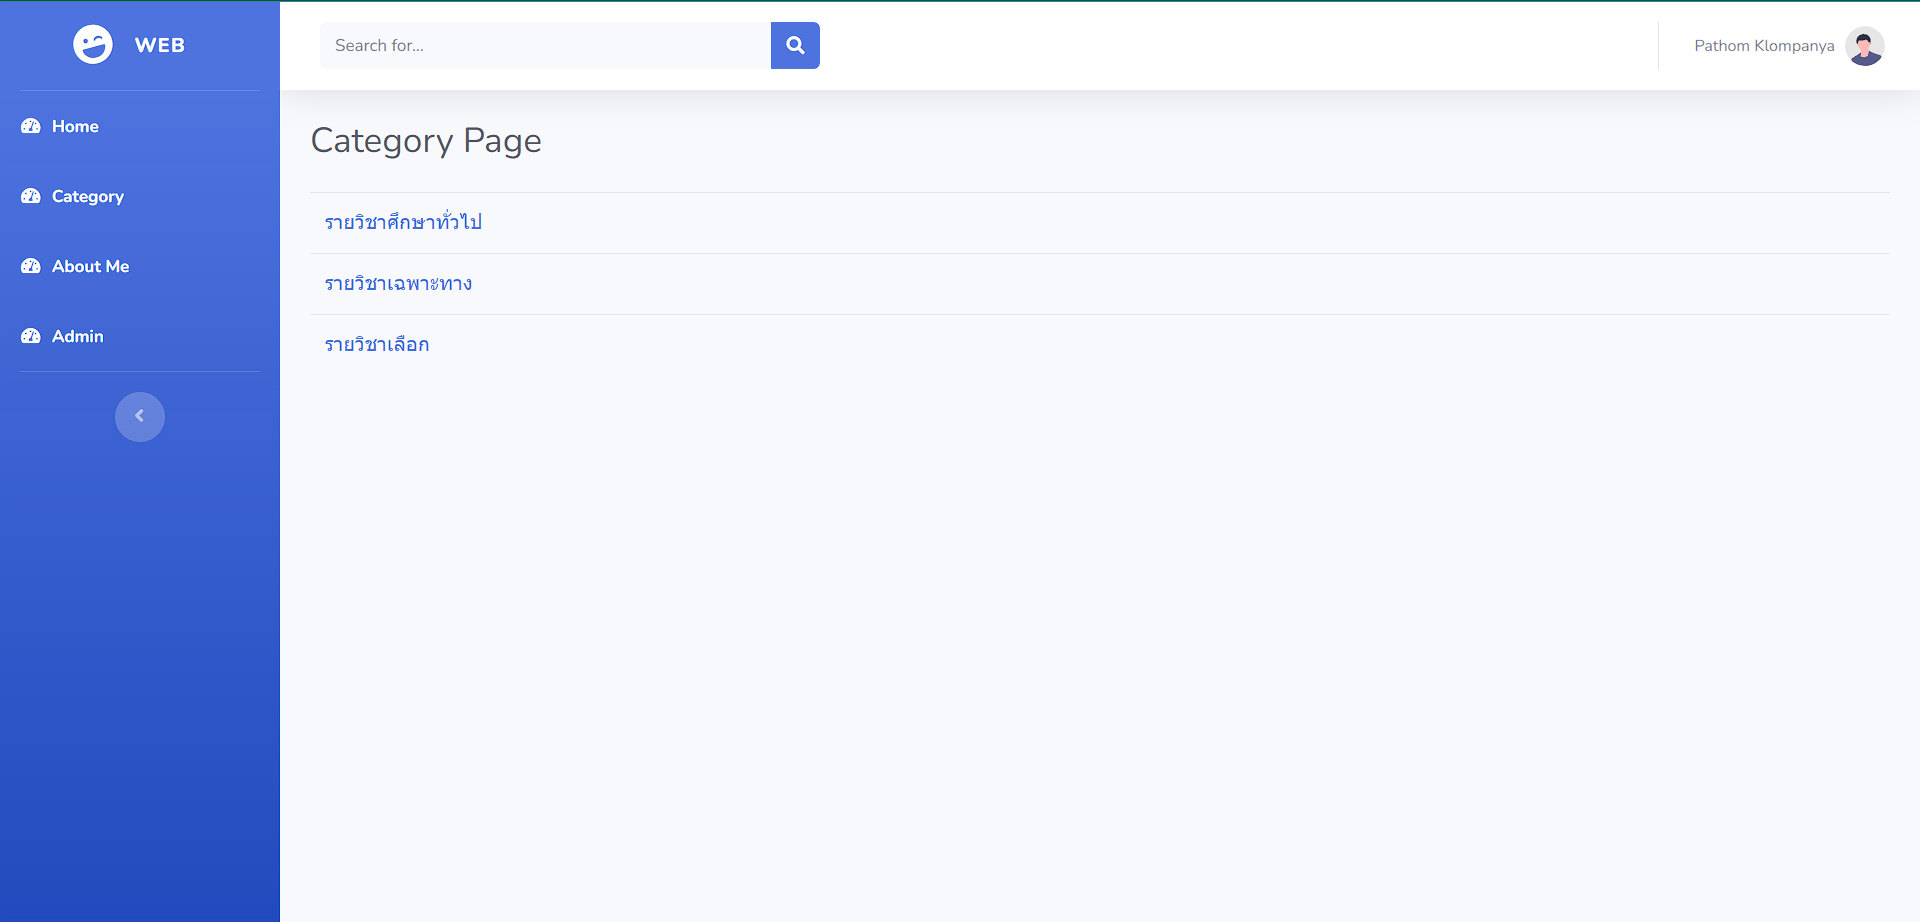 WEB
Search for...
Pathom Klompanya
Home
Category
About Me
Admin
Category Page
รายวิชาศึกษาทั่วไป
รายวิชาเฉพาะทาง
รายวิชาเลือก